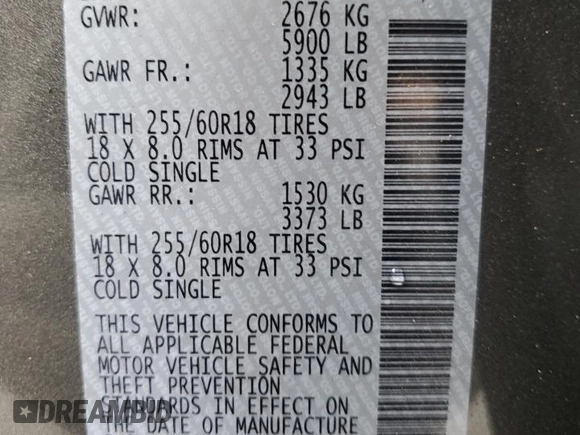 GVWR: 2676 KG
5900 LB
GAWR FR.: 1335 KG
2943 LB
WITH 255/60R18 TIRES
18 X 8.0 RIMS AT 33 PSI
COLD SINGLE
GAWR RR.: 1530 KG
3373 LB
WITH 255/60R18 TIRES
18 X 8.0 RIMS AT 33 PSI
COLD SINGLE
THIS VEHICLE CONFORMS TO
ALL APPLICABLE FEDERAL
MOTOR VEHICLE SAFETY AND
THEFT PREVENTION
STANDARDS IN EFFECT ON
THE DATE OF MANUFACTURE
DREAMBID